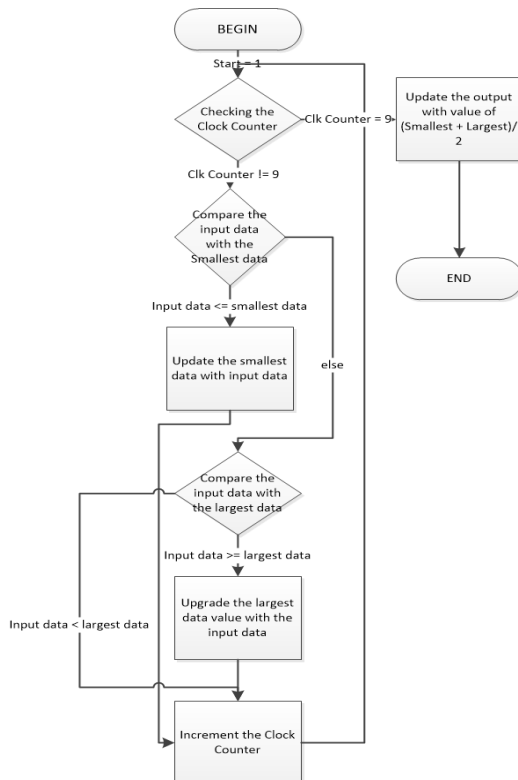 BEGIN
Start = 1
Checking the
Clock Counter
Clk Counter = 9
Update the output
with value of
(Smallest + Largest)/
2
END
Clk Counter != 9
Compare the
input data
with the
Smallest data
Input data <= smallest data
Update the smallest
data with input data
else
Compare the
input data with
the largest data
Input data >= largest data
Input data < largest data
Upgrade the largest
data value with the
input data
Increment the Clock
Counter